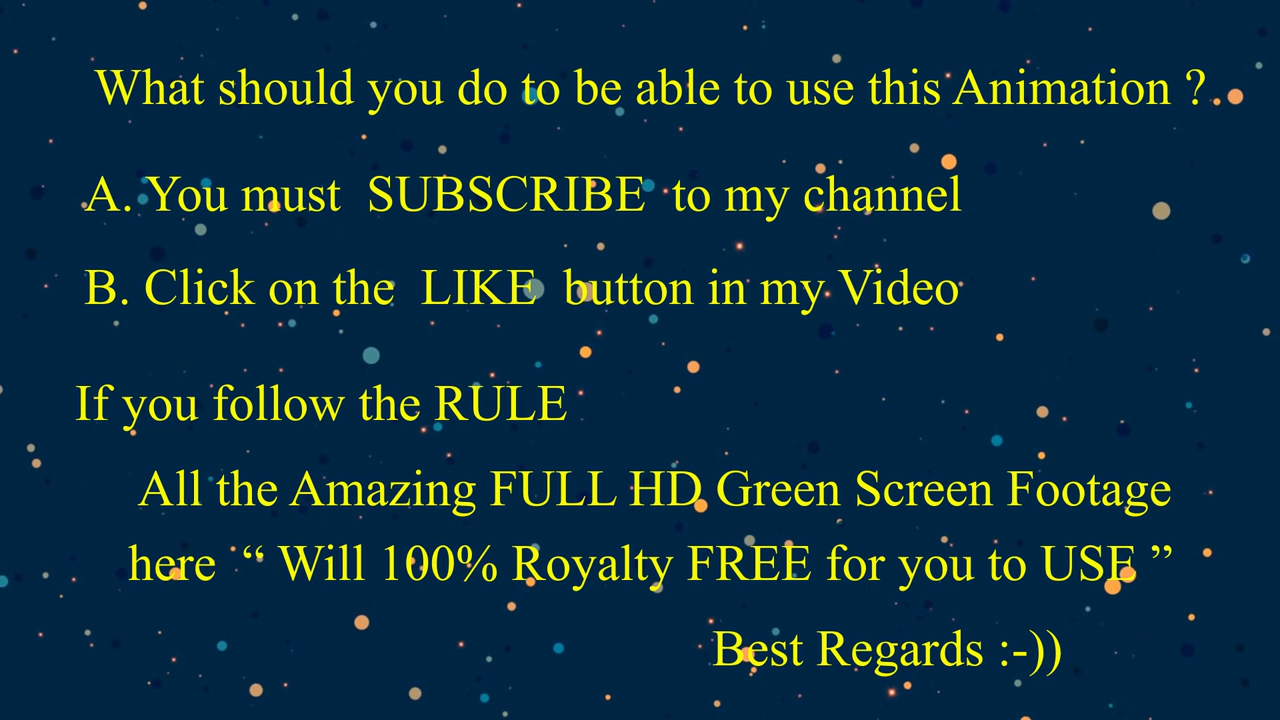 What should you do to be able to use this Animation ?
A. You must SUBSCRIBE to my channel
B. Click on the LIKE button in my Video
If you follow the RULE
All the Amazing FULL HD Green Screen Footage
here “ Will 100% Royalty FREE for you to USE ”
Best Regards :-))